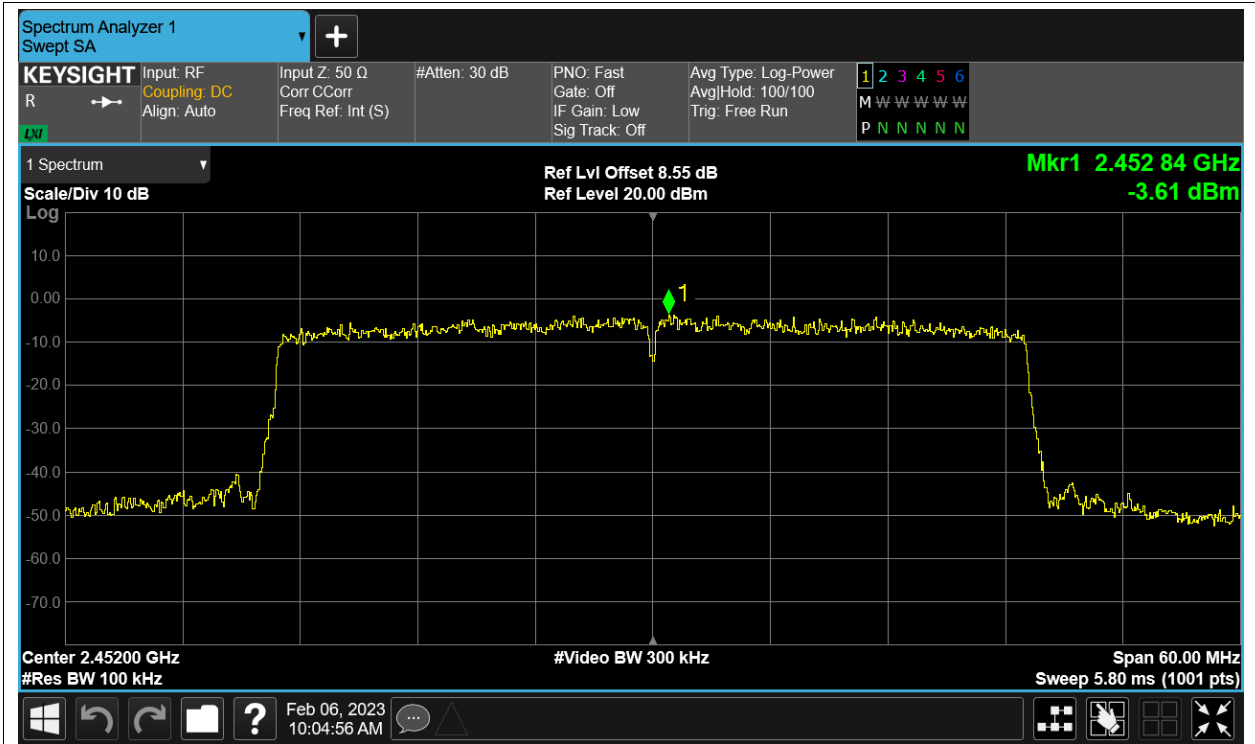 Spectrum Analyzer 1
Swept SA
KEYSIGHT
R
LXI
Input: RF
Coupling: DC
Align: Auto
Input Z: 50 Ω
Corr CCorr
Freq Ref: Int (S)
#Atten: 30 dB
PNO: Fast
Gate: Off
IF Gain: Low
Sig Track: Off
Avg Type: Log-Power
Avg|Hold: 100/100
Trig: Free Run
1 2 3 4 5 6
M W W W W W
P N N N N N
1 Spectrum
Scale/Div 10 dB
Log
Ref Lvl Offset 8.55 dB
Ref Level 20.00 dBm
Mkr1 2.452 84 GHz
-3.61 dBm
10.0
0.00
1
-10.0
-20.0
-30.0
-40.0
-50.0
-60.0
-70.0
Center 2.45200 GHz
#Video BW 300 kHz
Span 60.00 MHz
#Res BW 100 kHz
Sweep 5.80 ms (1001 pts)
?
Feb 06, 2023
10:04:56 AM